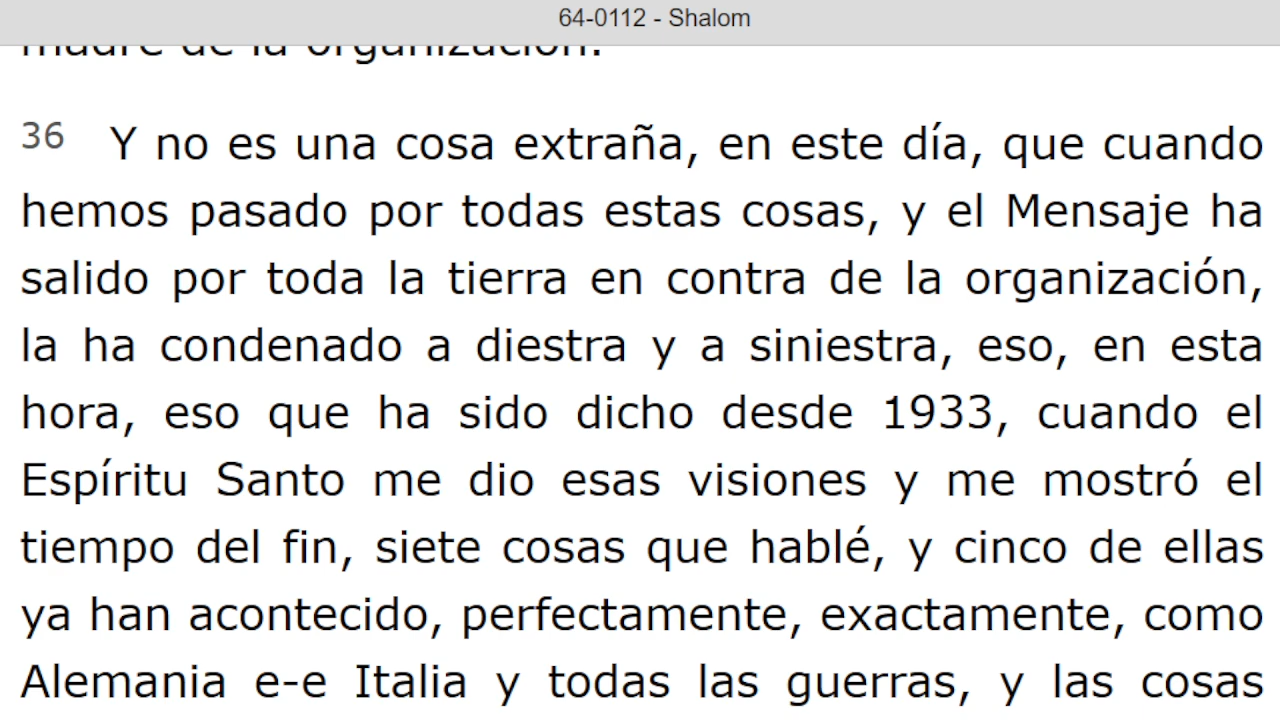 64-0112 - Shalom
madre de la organización.
36 Y no es una cosa extraña, en este día, que cuando
hemos pasado por todas estas cosas, y el Mensaje ha
salido por toda la tierra en contra de la organización,
la ha condenado a diestra y a siniestra, eso, en esta
hora, eso que ha sido dicho desde 1933, cuando el
Espíritu Santo me dio esas visiones y me mostró el
tiempo del fin, siete cosas que hablé, y cinco de ellas
ya han acontecido, perfectamente, exactamente, como
Alemania e-e Italia y todas las guerras, y las cosas